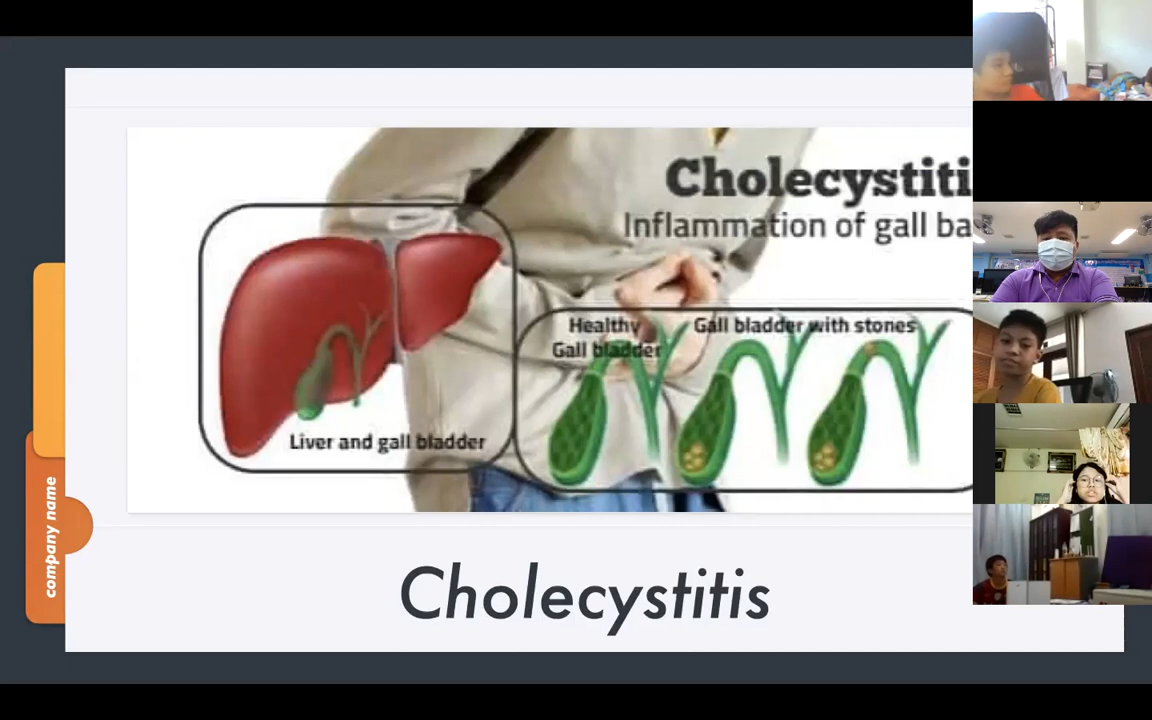 Cholecystiti
Inflammation of gall ba
Healthy
Gall bladder
Gall bladder with stones
Liver and gall bladder
company name
Cholecystitis